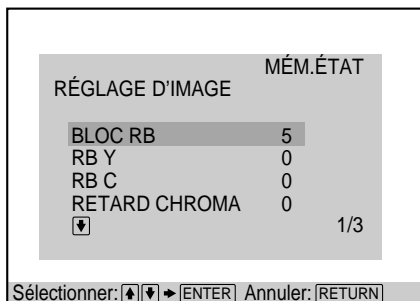 MÉM.ÉTAT
RÉGLAGE D'IMAGE
BLOC RB 5
RB Y 0
RB C 0
RETARD CHROMA 0
1/3
Sélectionner: ENTER Annuler: RETURN